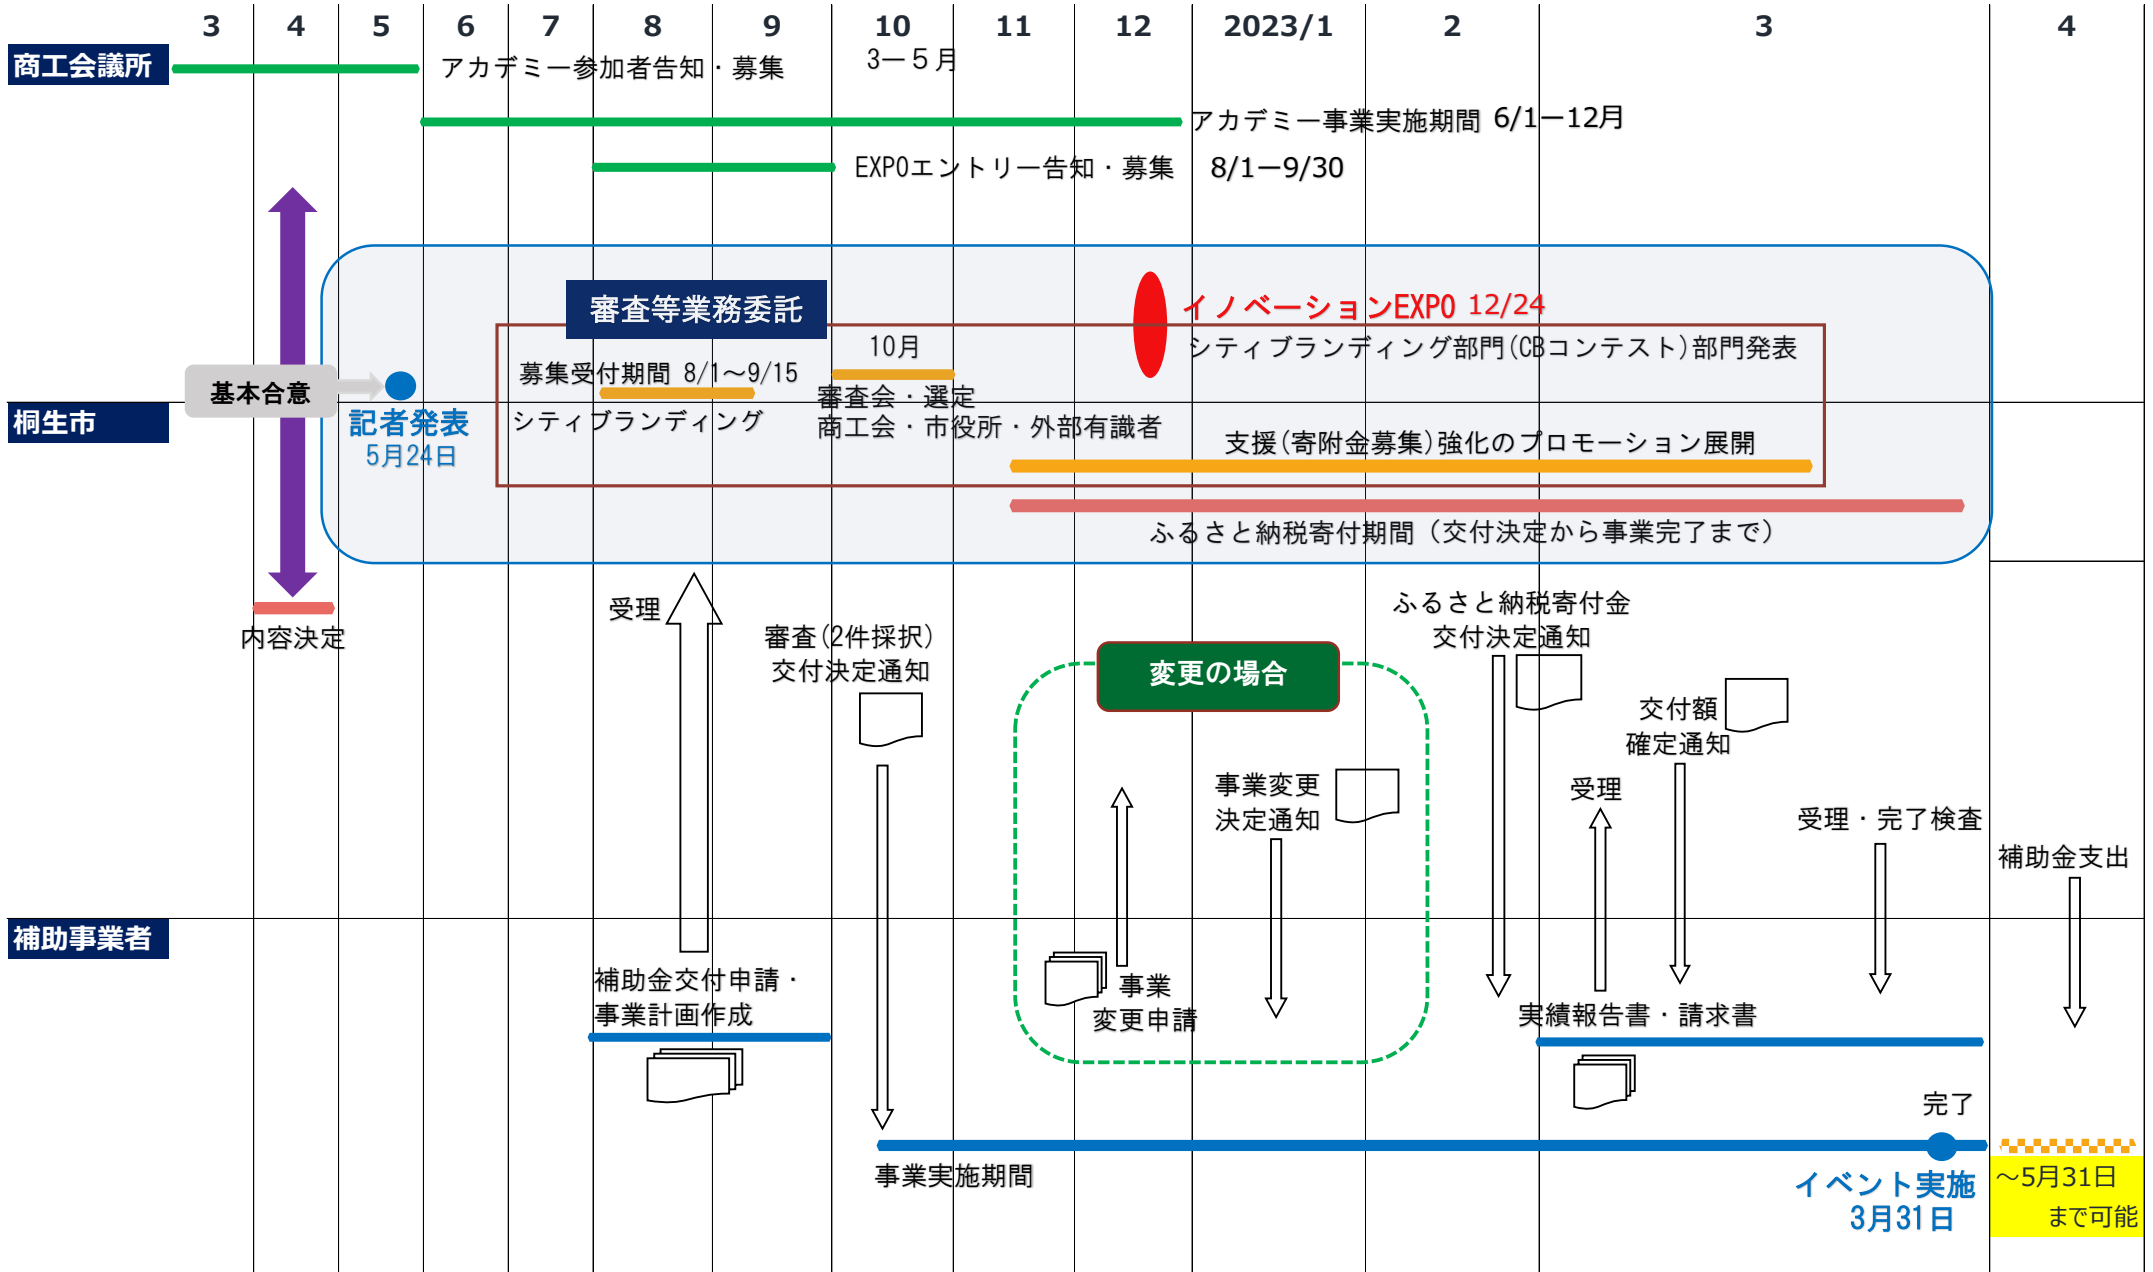 3 4 5 6 7 8 9 10 11 12 2023/1 2 3 4
商工会議所
アカデミー参加者告知・募集 3ー５月
アカデミー事業実施期間 6/1ー12月
EXPOエントリー告知・募集 8/1ー9/30
審査等業務委託
イノベーションEXPO 12/24
シティブランディング部門(CBコンテスト)部門発表
10月
募集受付期間 8/1～9/15
シティブランディング
審査会・選定
商工会・市役所・外部有識者
基本合意
桐生市
記者発表
5月24日
支援(寄附金募集)強化のプロモーション展開
ふるさと納税寄付期間（交付決定から事業完了まで）
内容決定
受理
審査(2件採択)
交付決定通知
変更の場合
ふるさと納税寄付金
交付決定通知
事業変更
決定通知
交付額
確定通知
受理
受理・完了検査
補助金支出
補助事業者
補助金交付申請・
事業計画作成
事業
変更申請
実績報告書・請求書
完了
事業実施期間
イベント実施
3月31日
～5月31日
まで可能